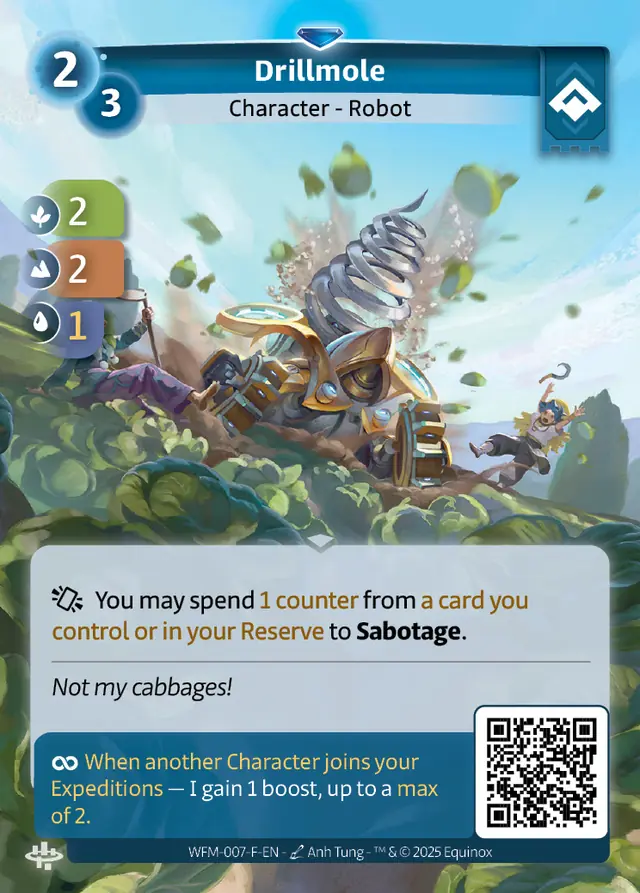 2
Drillmole
3
Character - Robot
2
2
1
You may spend 1 counter from a card you
control or in your Reserve to Sabotage.
Not my cabbages!
When another Character joins your
Expeditions — I gain 1 boost, up to a max
of 2.
WFM-007-F-EN - Anh Tung - ™ & © 2025 Equinox